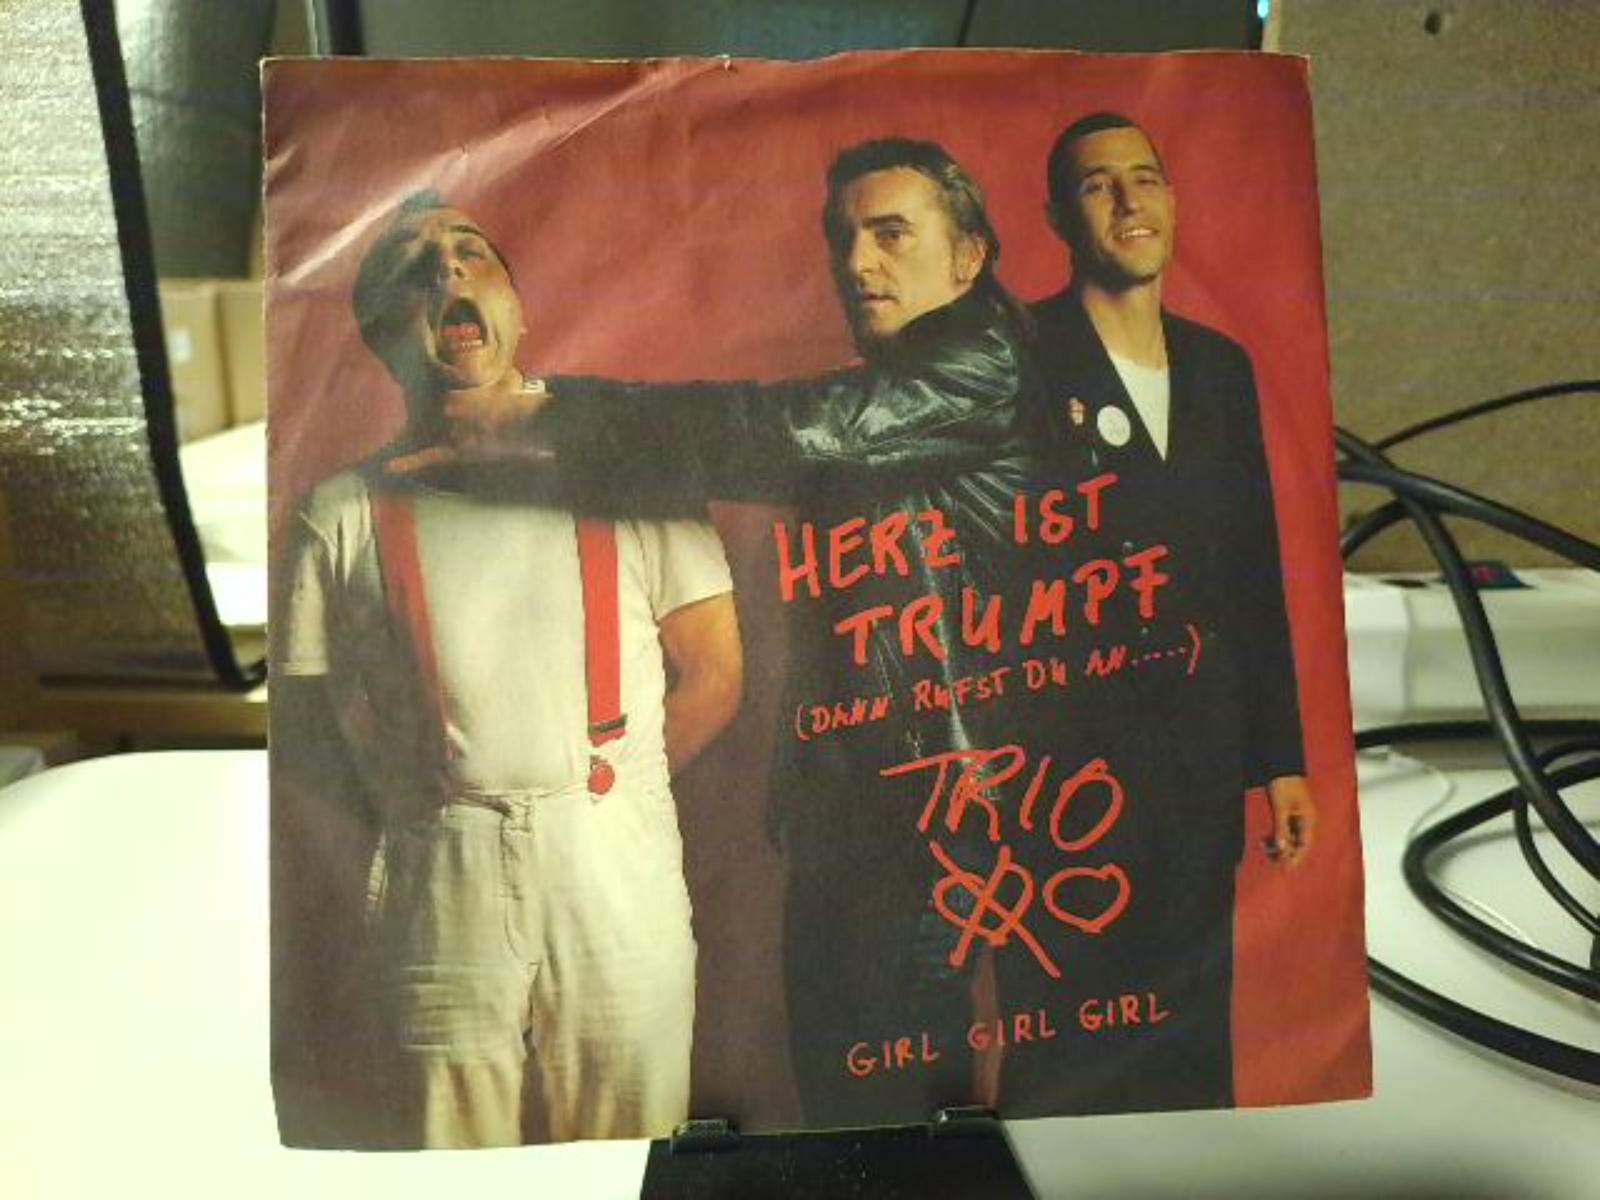 HERZ IST
TRUMPF
(DANN RUFST DU AN.....)
TRIO
GIRL GIRL GIRL